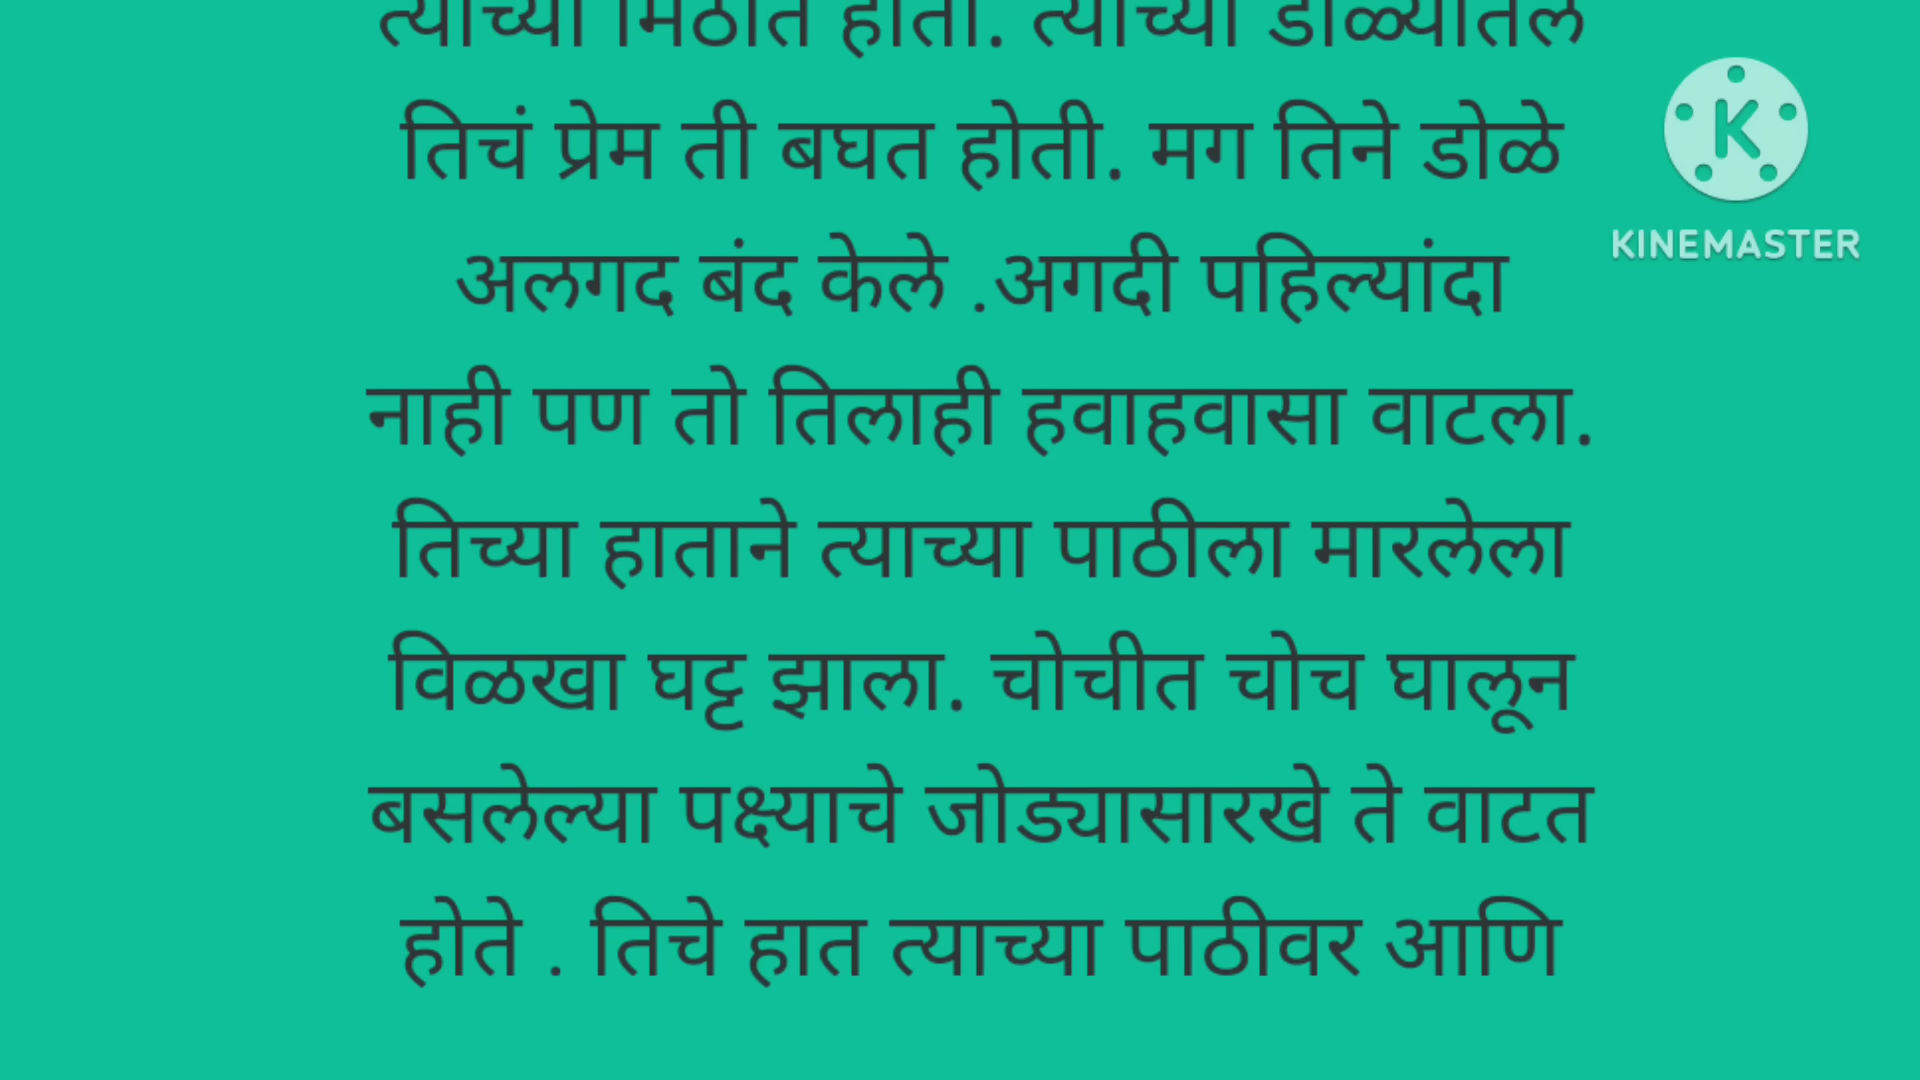 त्याच्या मिठीत होती. त्याच्या डोळ्यातलं
तिचं प्रेम ती बघत होती. मग तिने डोळे
अलगद बंद केले .अगदी पहिल्यांदा
नाही पण तो तिलाही हवाहवासा वाटला.
तिच्या हाताने त्याच्या पाठीला मारलेला
विळखा घट्ट झाला. चोचीत चोच घालून
बसलेल्या पक्ष्याचे जोड्यासारखे ते वाटत
होते . तिचे हात त्याच्या पाठीवर आणि
K
KINEMASTER